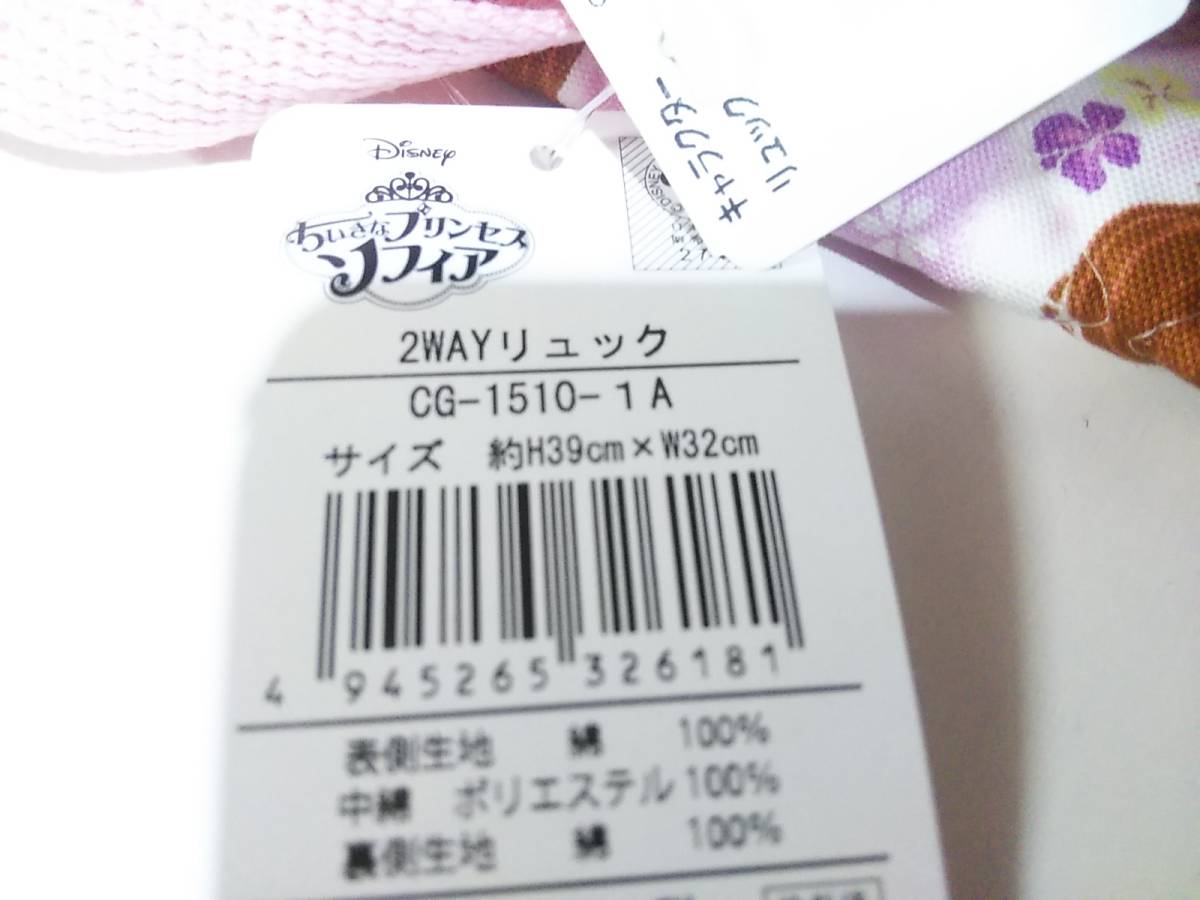 キャラクター
リュック
DISNEY
ちいさなプリンセス
ソフィア
2WAYリュック
CG-1510-1A
サイズ 約H39cm×W32cm
4 945265 326181
表側生地 綿 100%
中綿 ポリエステル 100%
裏側生地 綿 100%